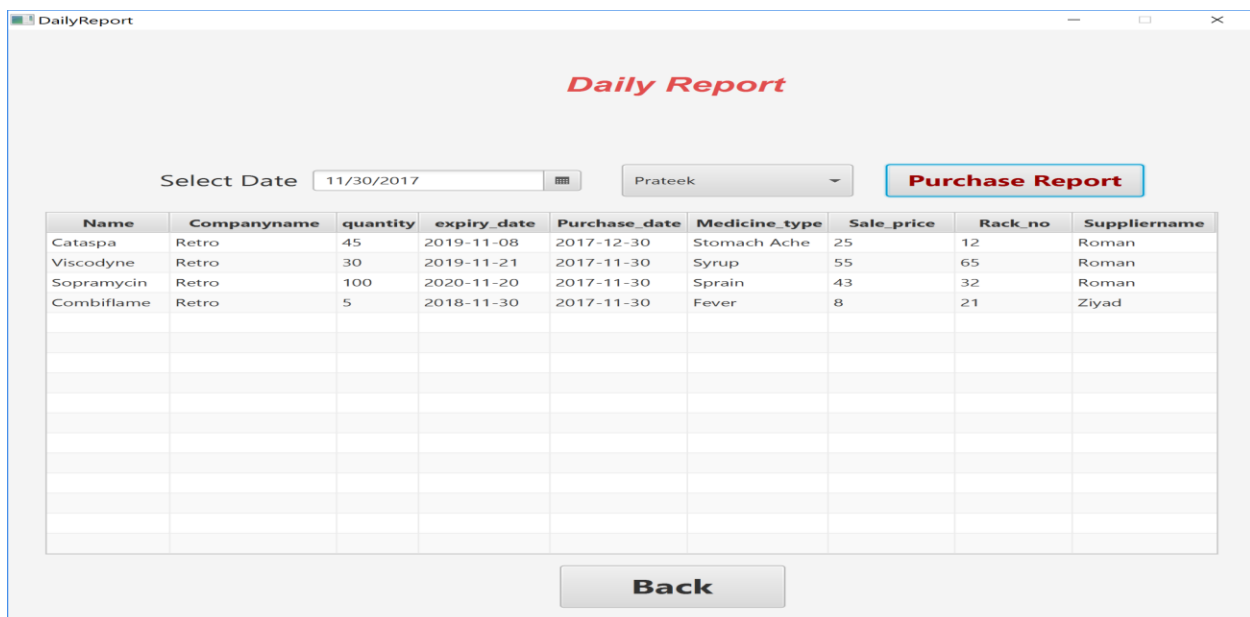 DailyReport
Daily Report
Select Date 11/30/2017 Prateek Purchase Report
Name Companyname quantity expiry_date Purchase_date Medicine_type Sale_price Rack_no Suppliername
Cataspa Retro 45 2019-11-08 2017-12-30 Stomach Ache 25 12 Roman
Viscodyne Retro 30 2019-11-21 2017-11-30 Syrup 55 65 Roman
Sopramycin Retro 100 2020-11-20 2017-11-30 Sprain 43 32 Roman
Combiflame Retro 5 2018-11-30 2017-11-30 Fever 8 21 Ziyad
Back